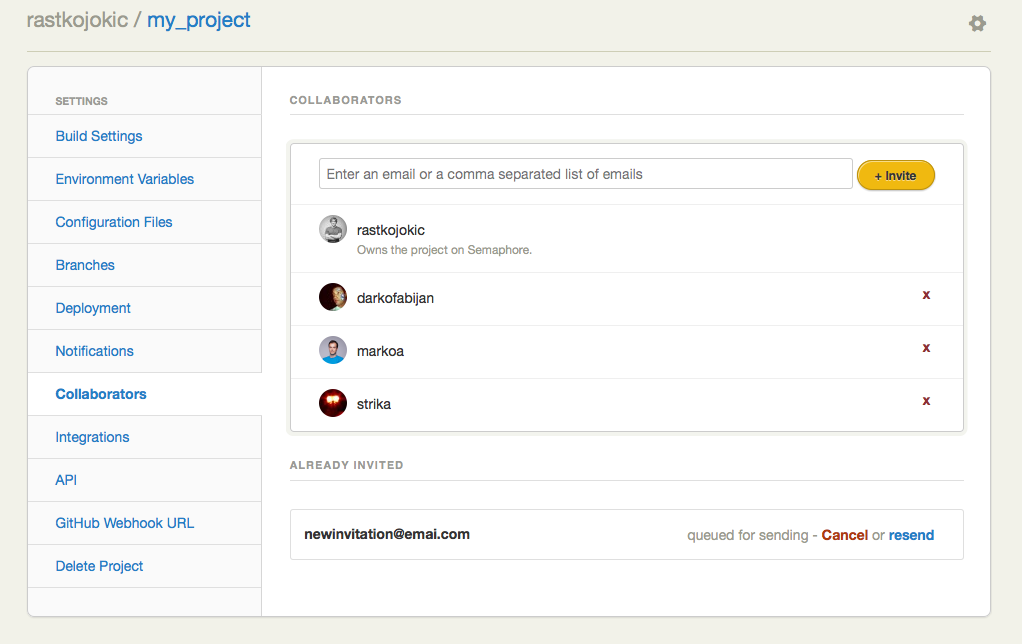 rastkojokic / my_project
SETTINGS
Build Settings
Environment Variables
Configuration Files
Branches
Deployment
Notifications
Collaborators
Integrations
API
GitHub Webhook URL
Delete Project
COLLABORATORS
Enter an email or a comma separated list of emails
+ Invite
rastkojokic
Owns the project on Semaphore.
darkofabijan x
markoa x
strika x
ALREADY INVITED
newinvitation@emai.com queued for sending - Cancel or resend